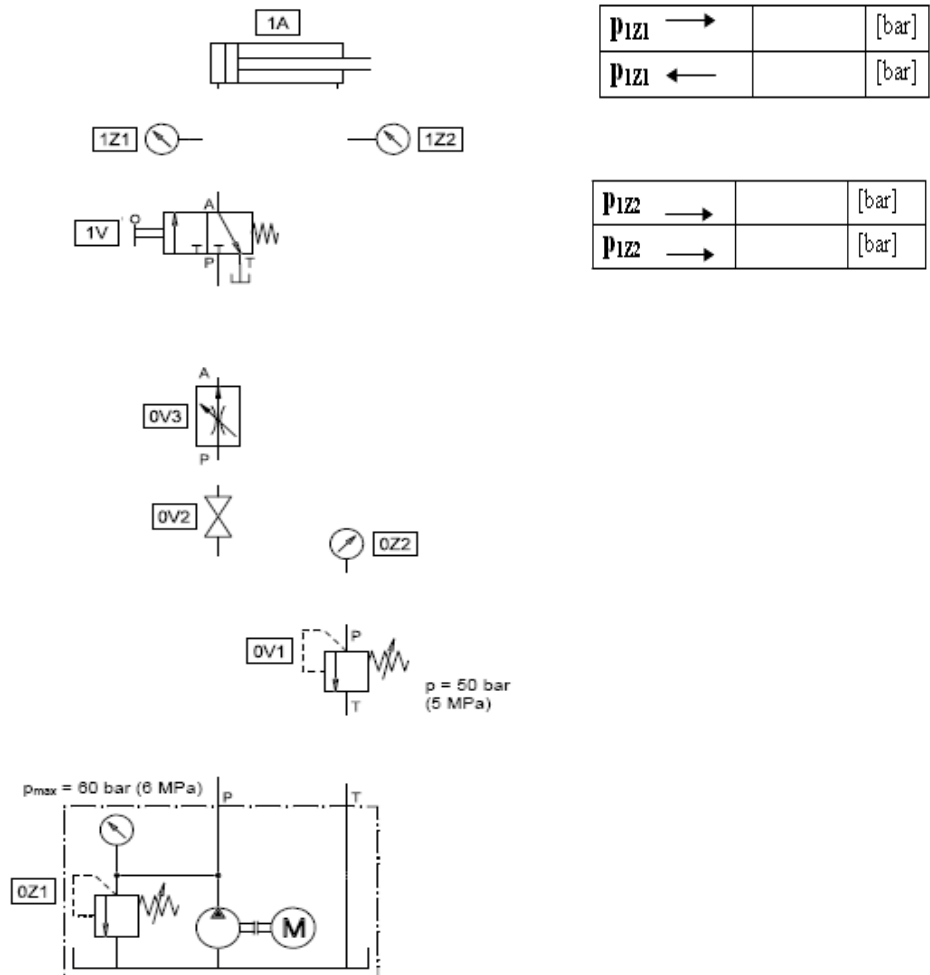 1A
p1Z1 → [bar]
p1Z1 ← [bar]
1Z1
1Z2
p1Z2 → [bar]
p1Z2 → [bar]
A
1V
T T
P T
A
0V3
P
0V2
0Z2
0V1
P
p = 50 bar
(5 MPa)
T
pmax = 60 bar (6 MPa)
P
T
0Z1
M